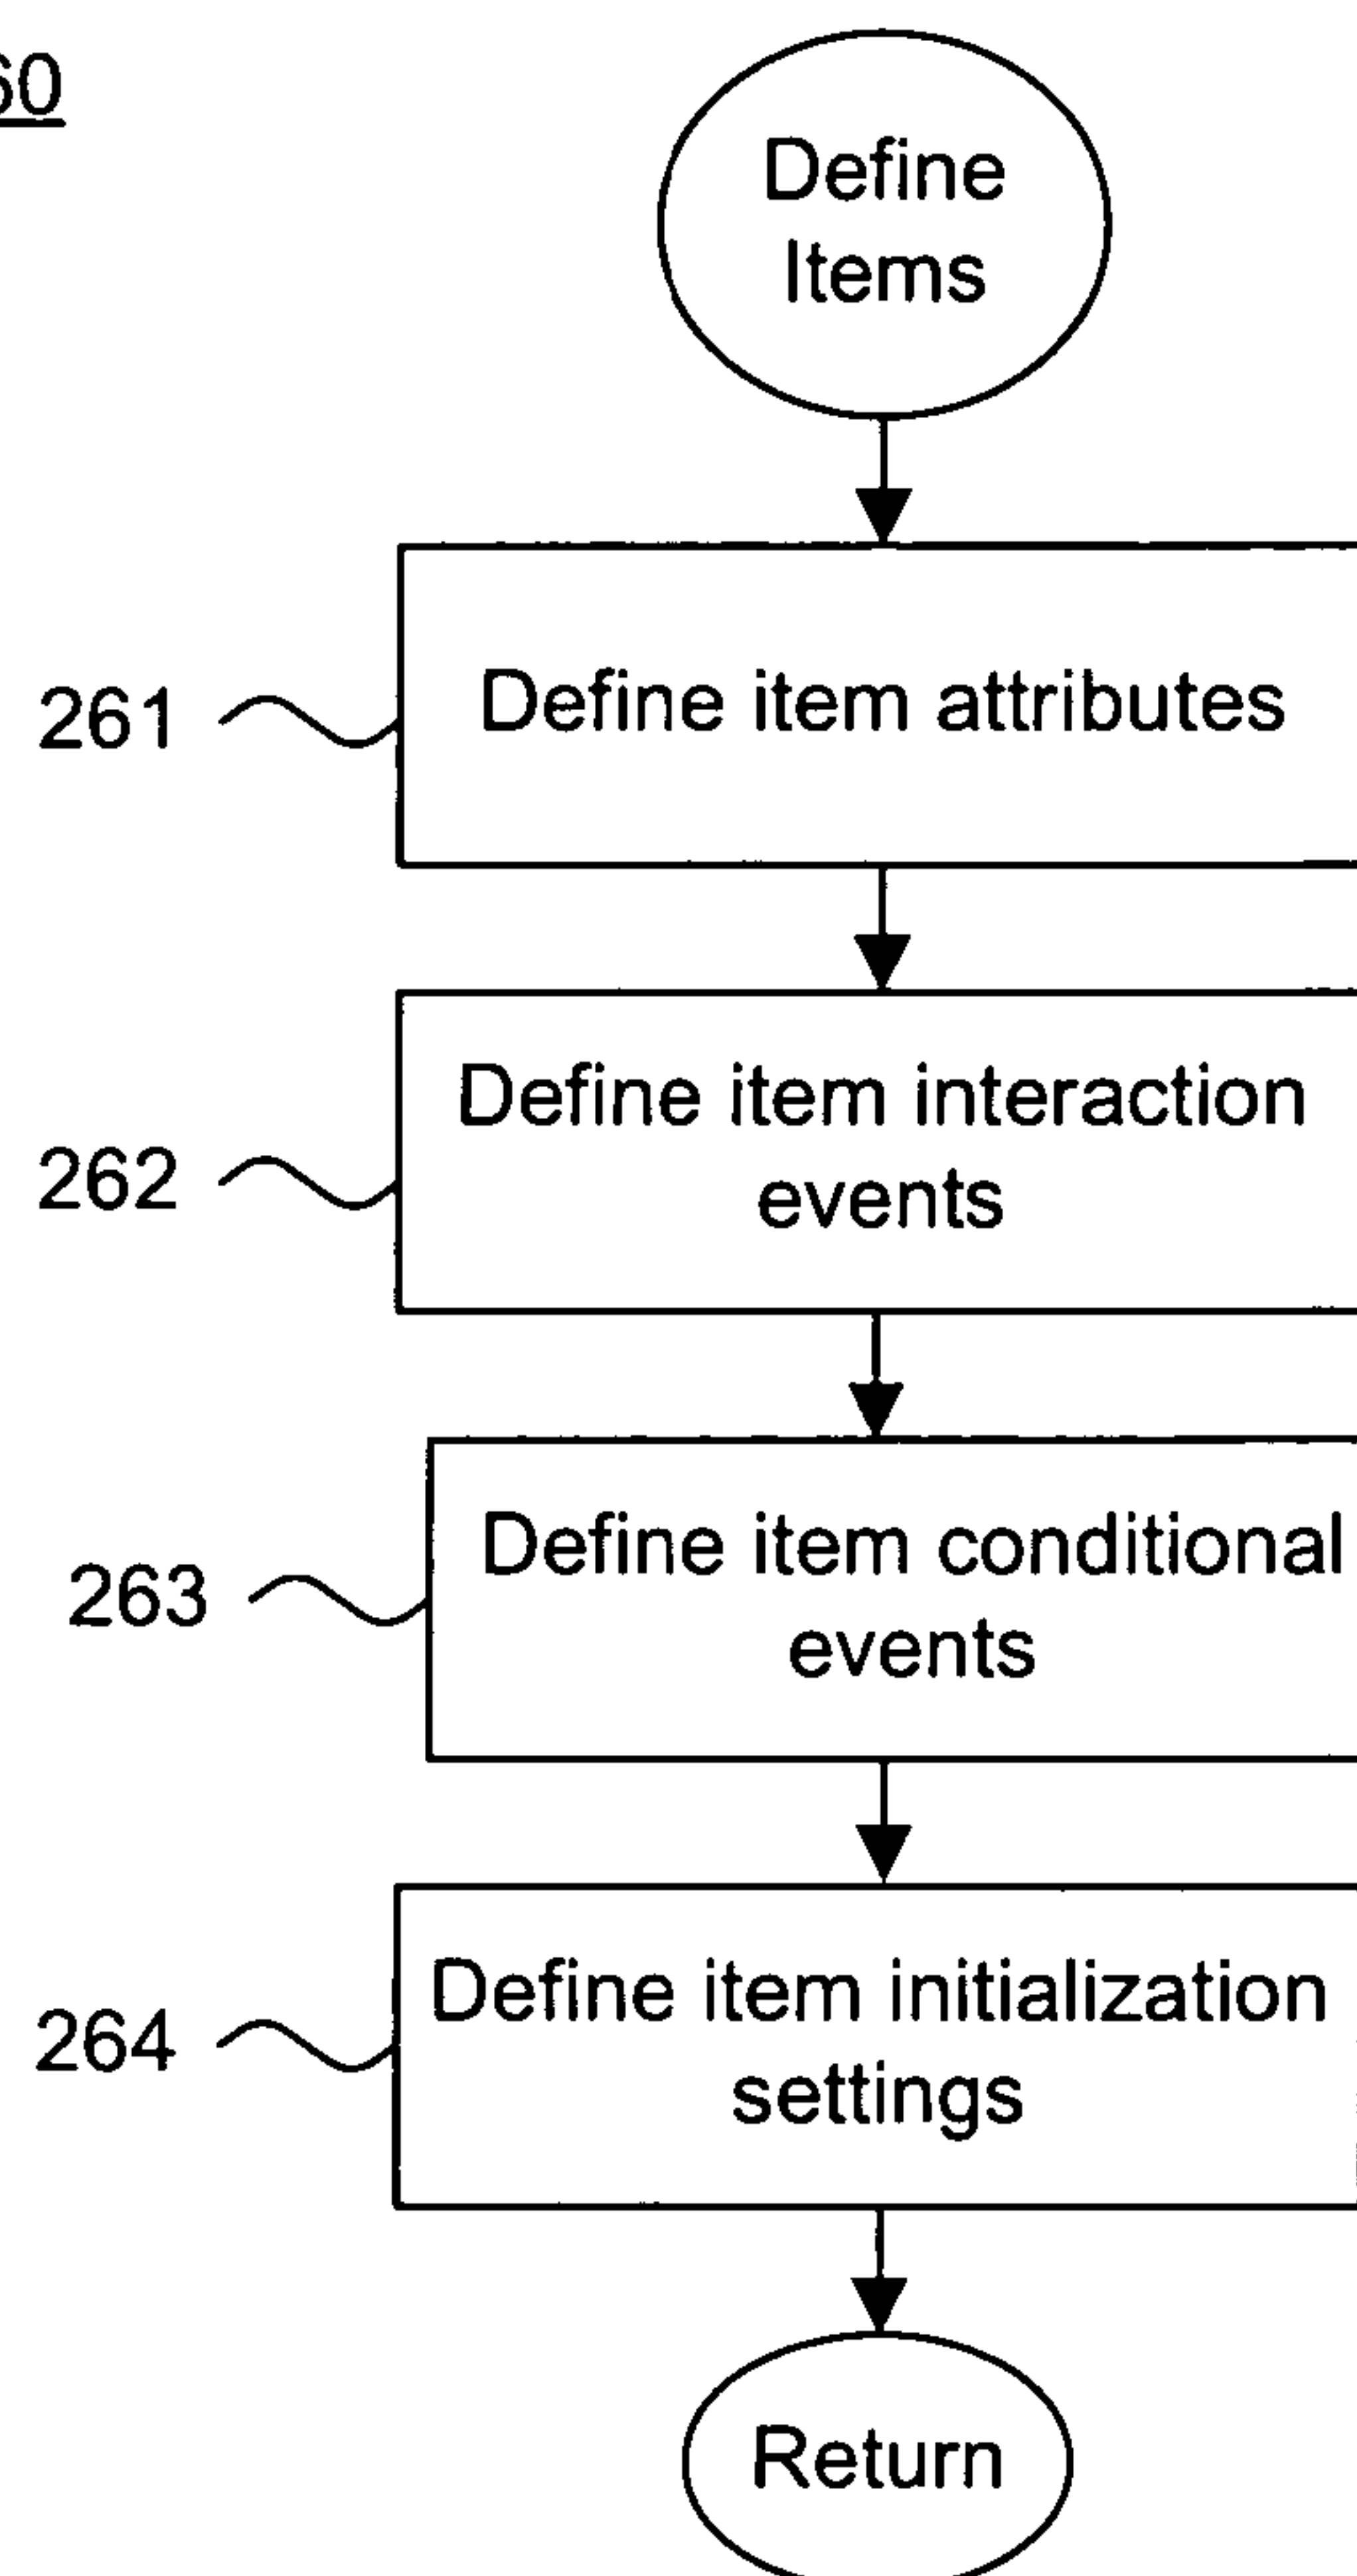 60
Define
Items
261
Define item attributes
262
Define item interaction
events
263
Define item conditional
events
264
Define item initialization
settings
Return